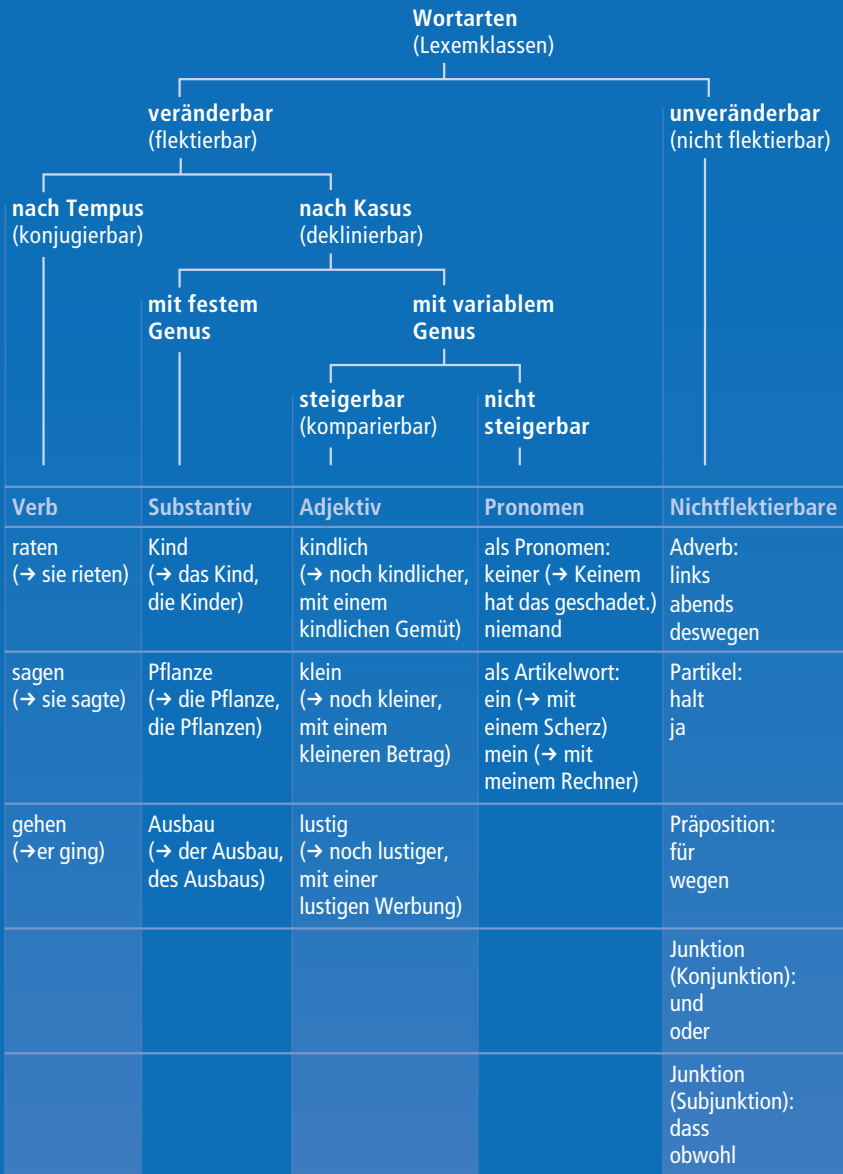 Wortarten
(Lexemklassen)
veränderbar
(flektierbar)
unveränderbar
(nicht flektierbar)
nach Tempus
(konjugierbar)
nach Kasus
(deklinierbar)
mit festem
Genus
mit variablem
Genus
steigerbar
(komparierbar)
nicht
steigerbar
Verb
Substantiv
Adjektiv
Pronomen
Nichtflektierbare
raten
(→ sie rieten)
Kind
(→ das Kind,
die Kinder)
kindlich
(→ noch kindlicher,
mit einem
kindlichen Gemüt)
als Pronomen:
keiner (→ Keinem
hat das geschadet.)
niemand
Adverb:
links
abends
deswegen
sagen
(→ sie sagte)
Pflanze
(→ die Pflanze,
die Pflanzen)
klein
(→ noch kleiner,
mit einem
kleineren Betrag)
als Artikelwort:
ein (→ mit
einem Scherz)
mein (→ mit
meinem Rechner)
Partikel:
halt
ja
gehen
(→er ging)
Ausbau
(→ der Ausbau,
des Ausbaus)
lustig
(→ noch lustiger,
mit einer
lustigen Werbung)
Präposition:
für
wegen
Junktion
(Konjunktion):
und
oder
Junktion
(Subjunktion):
dass
obwohl